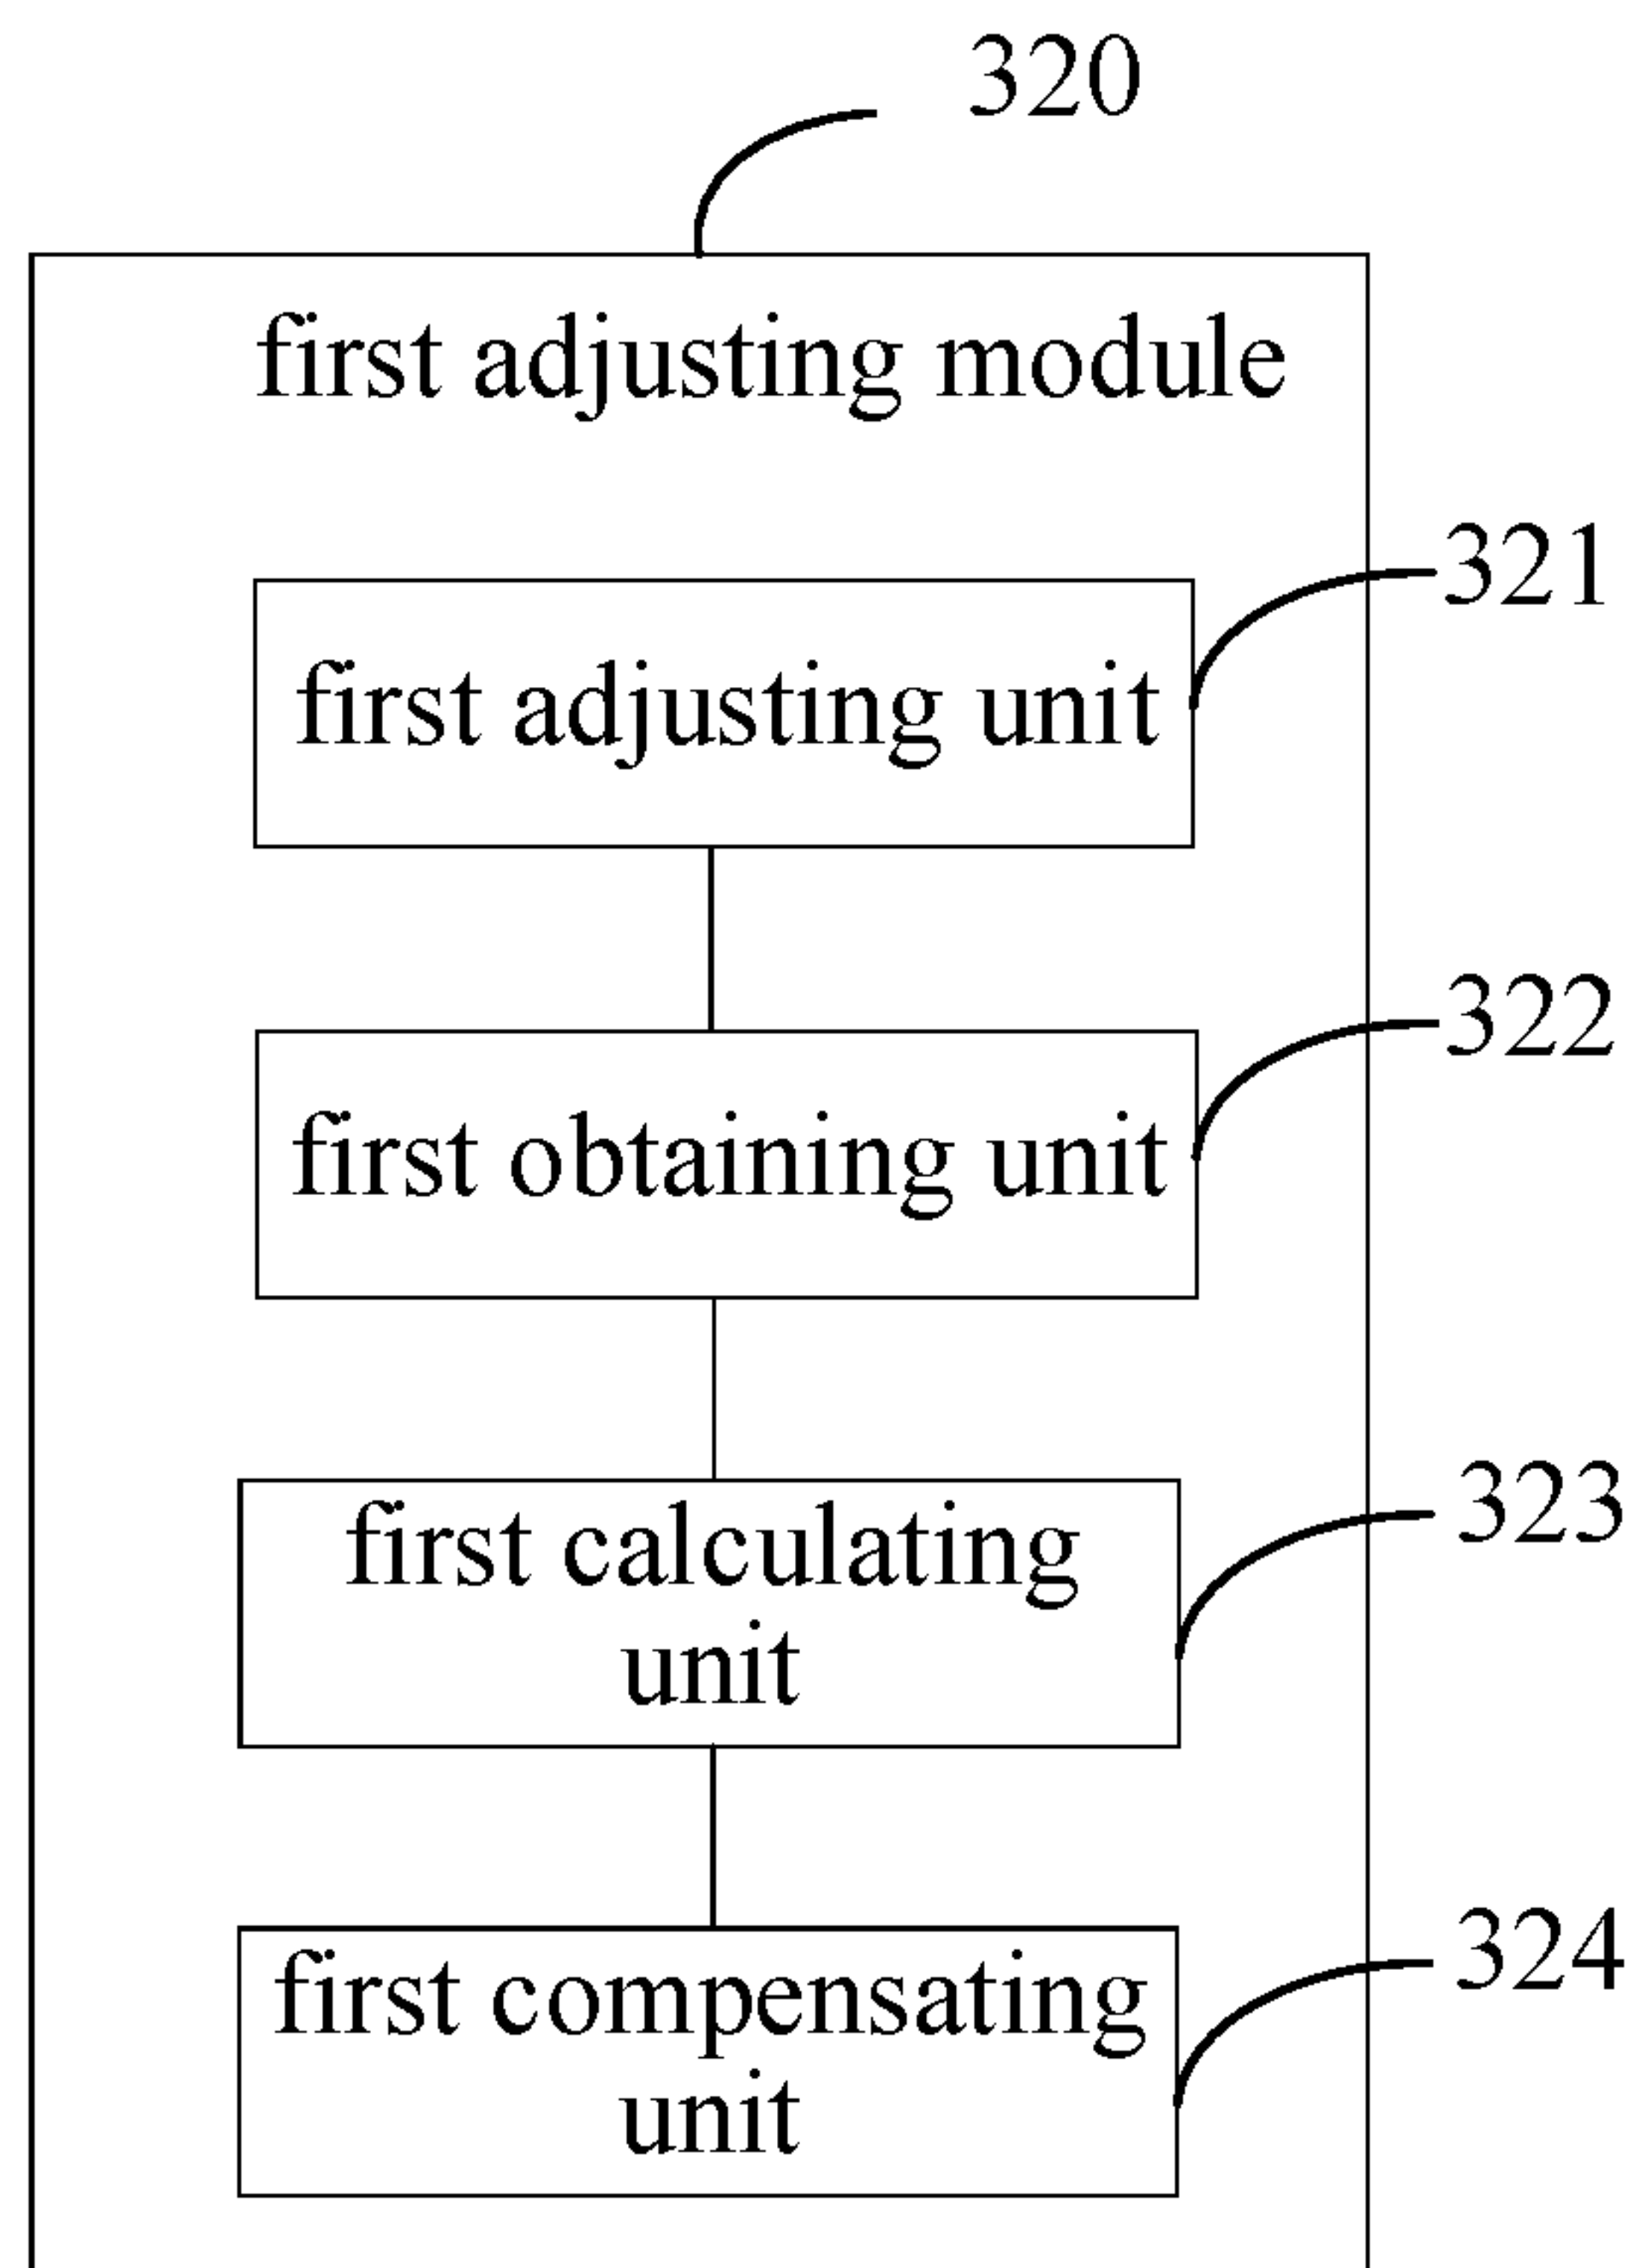 320
first adjusting module
321
first adjusting unit
322
first obtaining unit
323
first calculating
unit
324
first compensating
unit